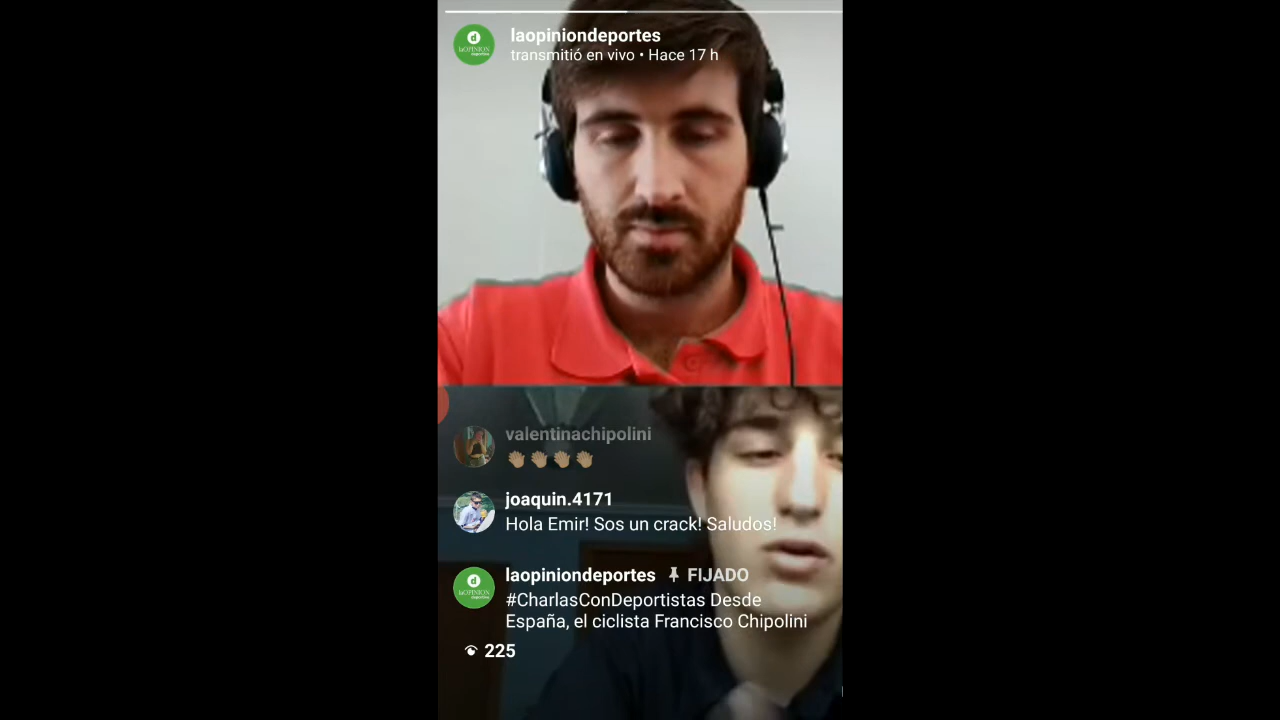 laopiniondeportes
transmitió en vivo • Hace 17 h
valentinachipolini
👏🏼👏🏼👏🏼👏🏼
joaquin.4171
Hola Emir! Sos un crack! Saludos!
laopiniondeportes FIJADO
#CharlasConDeportistas Desde
España, el ciclista Francisco Chipolini
225